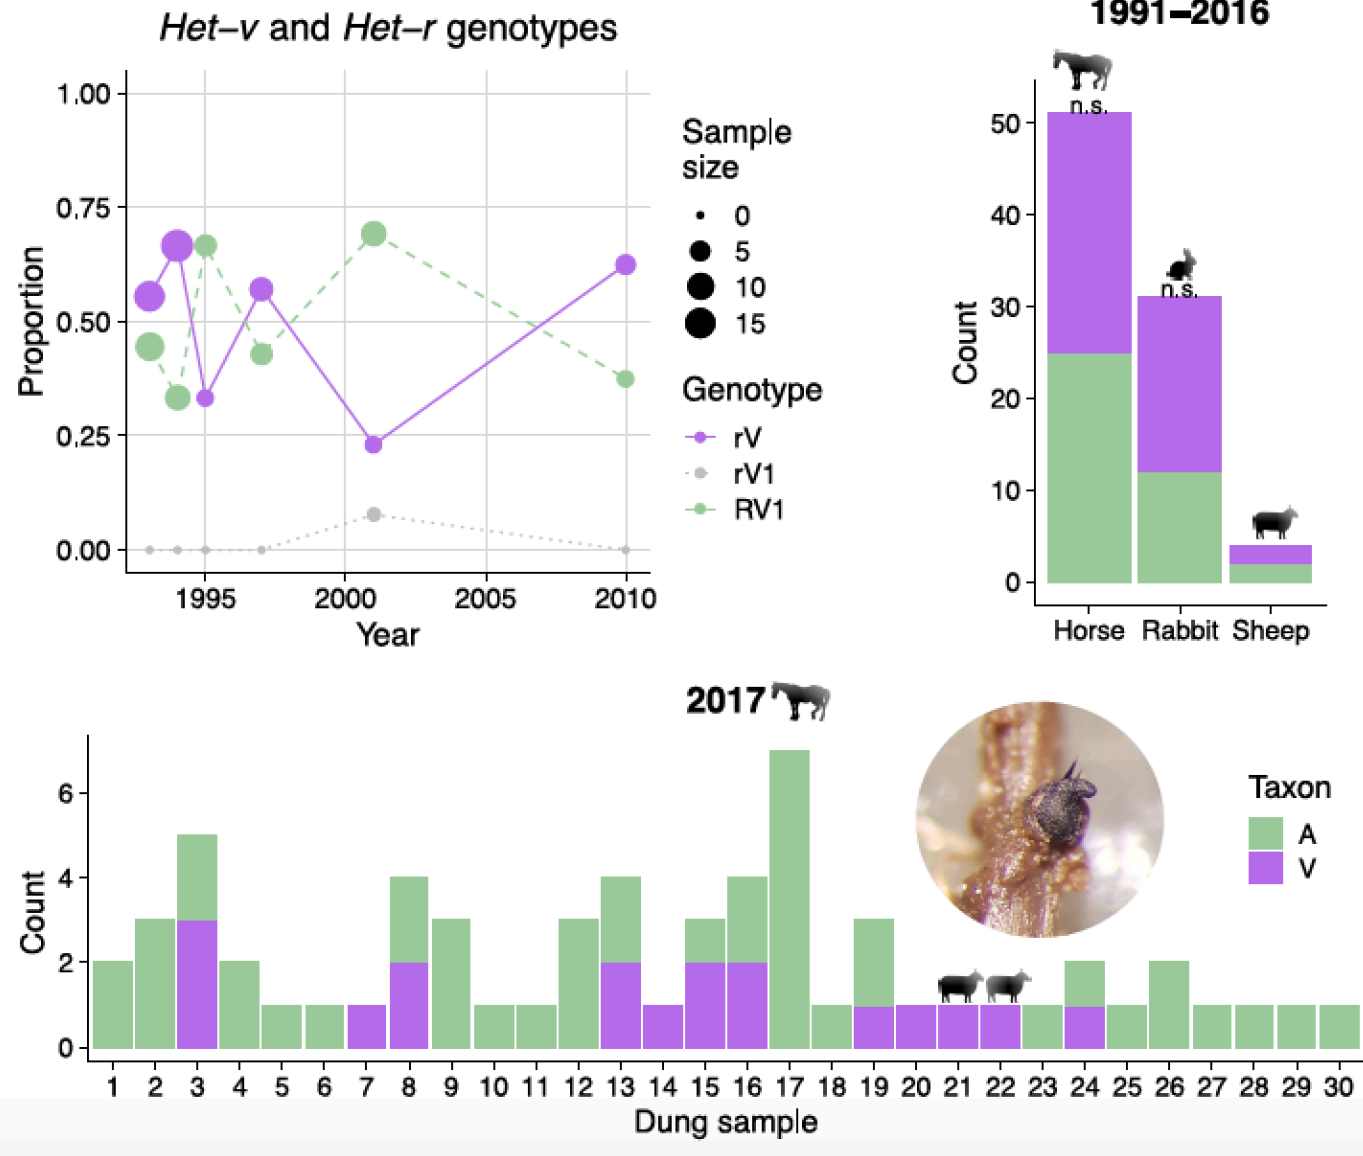 Het–v and Het–r genotypes
1.00
0.75
0.50
0.25
0.00
Proportion
1995 2000 2005 2010
Year
Sample
size
0
5
10
15
Genotype
rV
rV1
RV1
1991–2016
n.s.
n.s.
50
40
30
20
10
0
Count
Horse Rabbit Sheep
2017
6
4
2
0
Count
1 2 3 4 5 6 7 8 9 10 11 12 13 14 15 16 17 18 19 20 21 22 23 24 25 26 27 28 29 30
Dung sample
Taxon
A
V